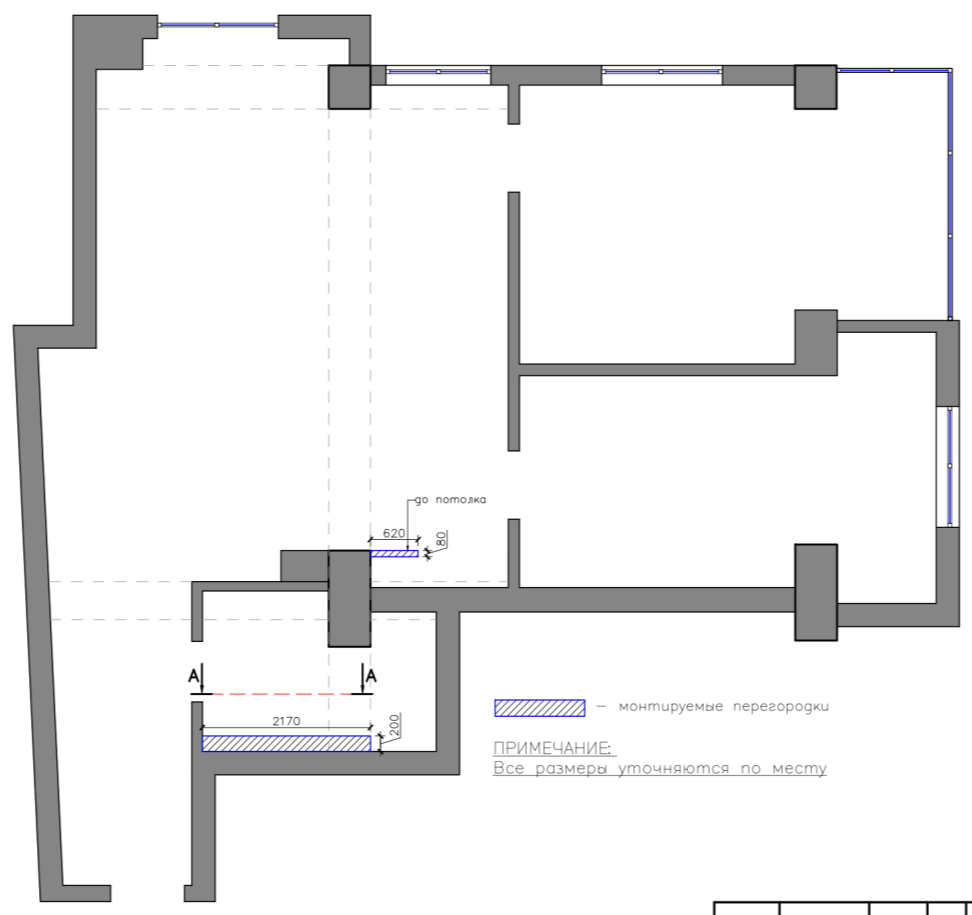 до потолка
620
80
А А
2170
200
– монтируемые перегородки
ПРИМЕЧАНИЕ:
Все размеры уточняются по месту